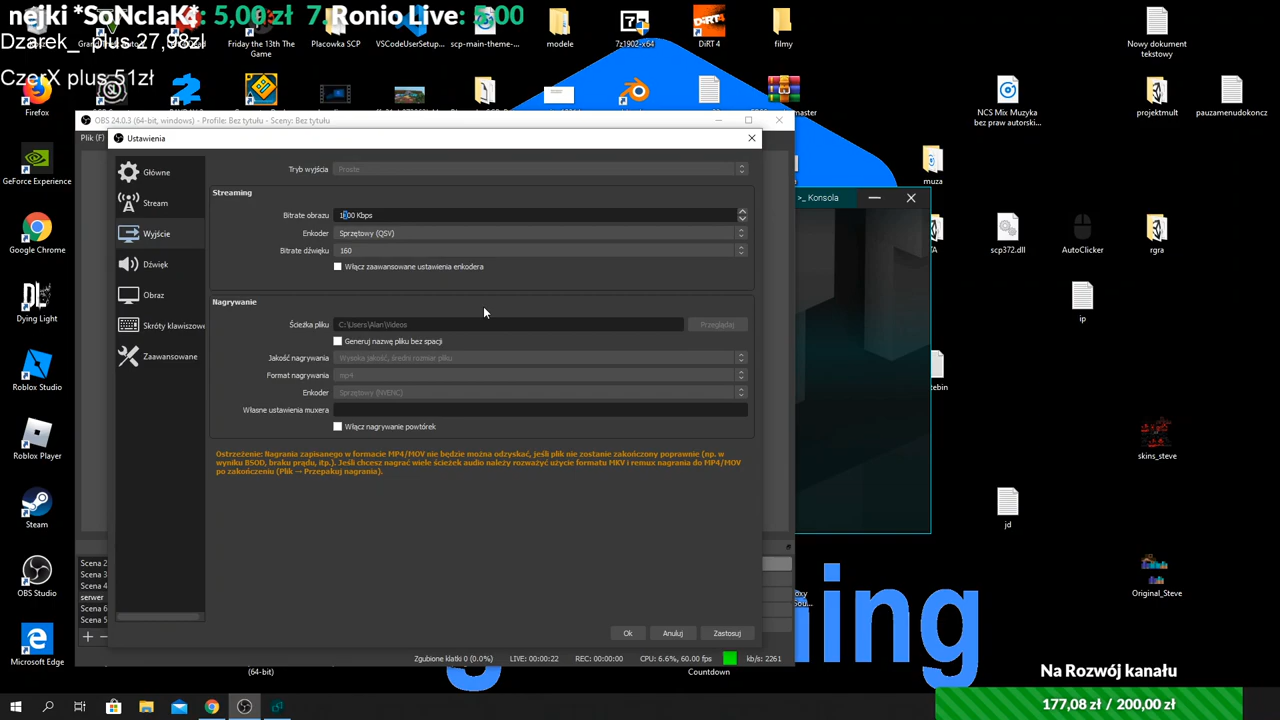 nejki *SoNcIaK*: 5,00 zł 7. Ronio Live: 5,00
Dzarek_ plus 27,98zł
CzerX plus 51zł
Friday the 13th The
Game
Placowka SCP
VSCodeUserSetup...
scp-main-theme-...
modele
7z1902-x64
DiRT 4
filmy
Nowy dokument
tekstowy
Firefox
NCS Mix Muzyka
bez praw autorski...
projektmult
pauzamenudokoncz
OBS 24.0.3 (64-bit, windows) - Profile: Bez tytułu - Sceny: Bez tytułu
Plik (F)
Ustawienia
GeForce Experience
muza
Główne
Stream
Wyjście
Dźwięk
Obraz
Skróty klawiszowe
Zaawansowane
Tryb wyjścia
Proste
Streaming
Bitrate obrazu
Kbps
Enkoder
Sprzętowy (QSV)
Bitrate dźwięku
160
Włącz zaawansowane ustawienia enkodera
Nagrywanie
Ścieżka pliku
C:\Users\Alan\Videos
Przeglądaj
Generuj nazwę pliku bez spacji
Jakość nagrywania
Wysoka jakość, średni rozmiar pliku
Format nagrywania
mp4
Enkoder
Sprzętowy (NVENC)
Własne ustawienia muxera
Włącz nagrywanie powtórek
Ostrzeżenie: Nagrania zapisanego w formacie MP4/MOV nie będzie można odzyskać, jeśli plik nie zostanie zakończony poprawnie (np. w
wyniku BSOD, braku prądu, itp.). Jeśli chcesz nagrać wiele ścieżek audio należy rozważyć użycie formatu MKV i remux nagrania do MP4/MOV
po zakończeniu (Plik → Przepakuj nagrania).
Ok
Anuluj
Zastosuj
>_ Konsola
Google Chrome
scp372.dll
AutoClicker
rgra
Dying Light
ip
Roblox Studio
Roblox Player
skins_steve
Steam
jd
OBS Studio
Original_Steve
Microsoft Edge
Scena 2
Scena 3
Scena 4
serwer
Scena 6
Scena 5
Zgubione klatki 0 (0.0%)
LIVE: 00:00:22
REC: 00:00:00
CPU: 6.6%, 60.00 fps
kb/s: 2261
(64-bit)
Countdown
ning
g
Na Rozwój kanału
177,08 zł / 200,00 zł